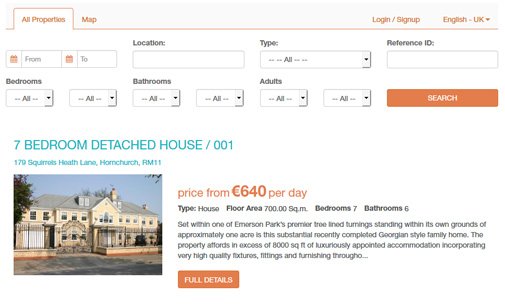 All Properties Map Login / Signup English - UK
Location: Type: Reference ID:
From To -- -- All -- --
Bedrooms Bathrooms Adults
-- All -- -- All -- -- All -- -- All -- -- All -- -- All -- SEARCH
7 BEDROOM DETACHED HOUSE / 001
179 Squirrels Heath Lane, Hornchurch, RM11
price from €640 per day
Type: House Floor Area 700.00 Sq.m. Bedrooms 7 Bathrooms 6
Set within one of Emerson Park's premier tree lined turnings standing within its own grounds of
approximately one acre is this substantial recently completed Georgian style family home. The
property affords in excess of 8000 sq ft of luxuriously appointed accommodation incorporating
very high quality fixtures, fittings and furnishing througho...
FULL DETAILS